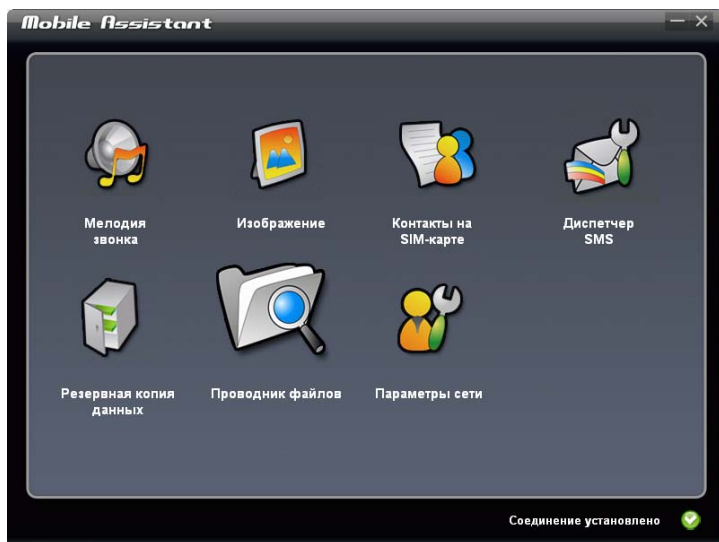 Mobile Assistant
Мелодия
звонка
Изображение
Контакты на
SIM-карте
Диспетчер
SMS
Резервная копия
данных
Проводник файлов
Параметры сети
Соединение установлено